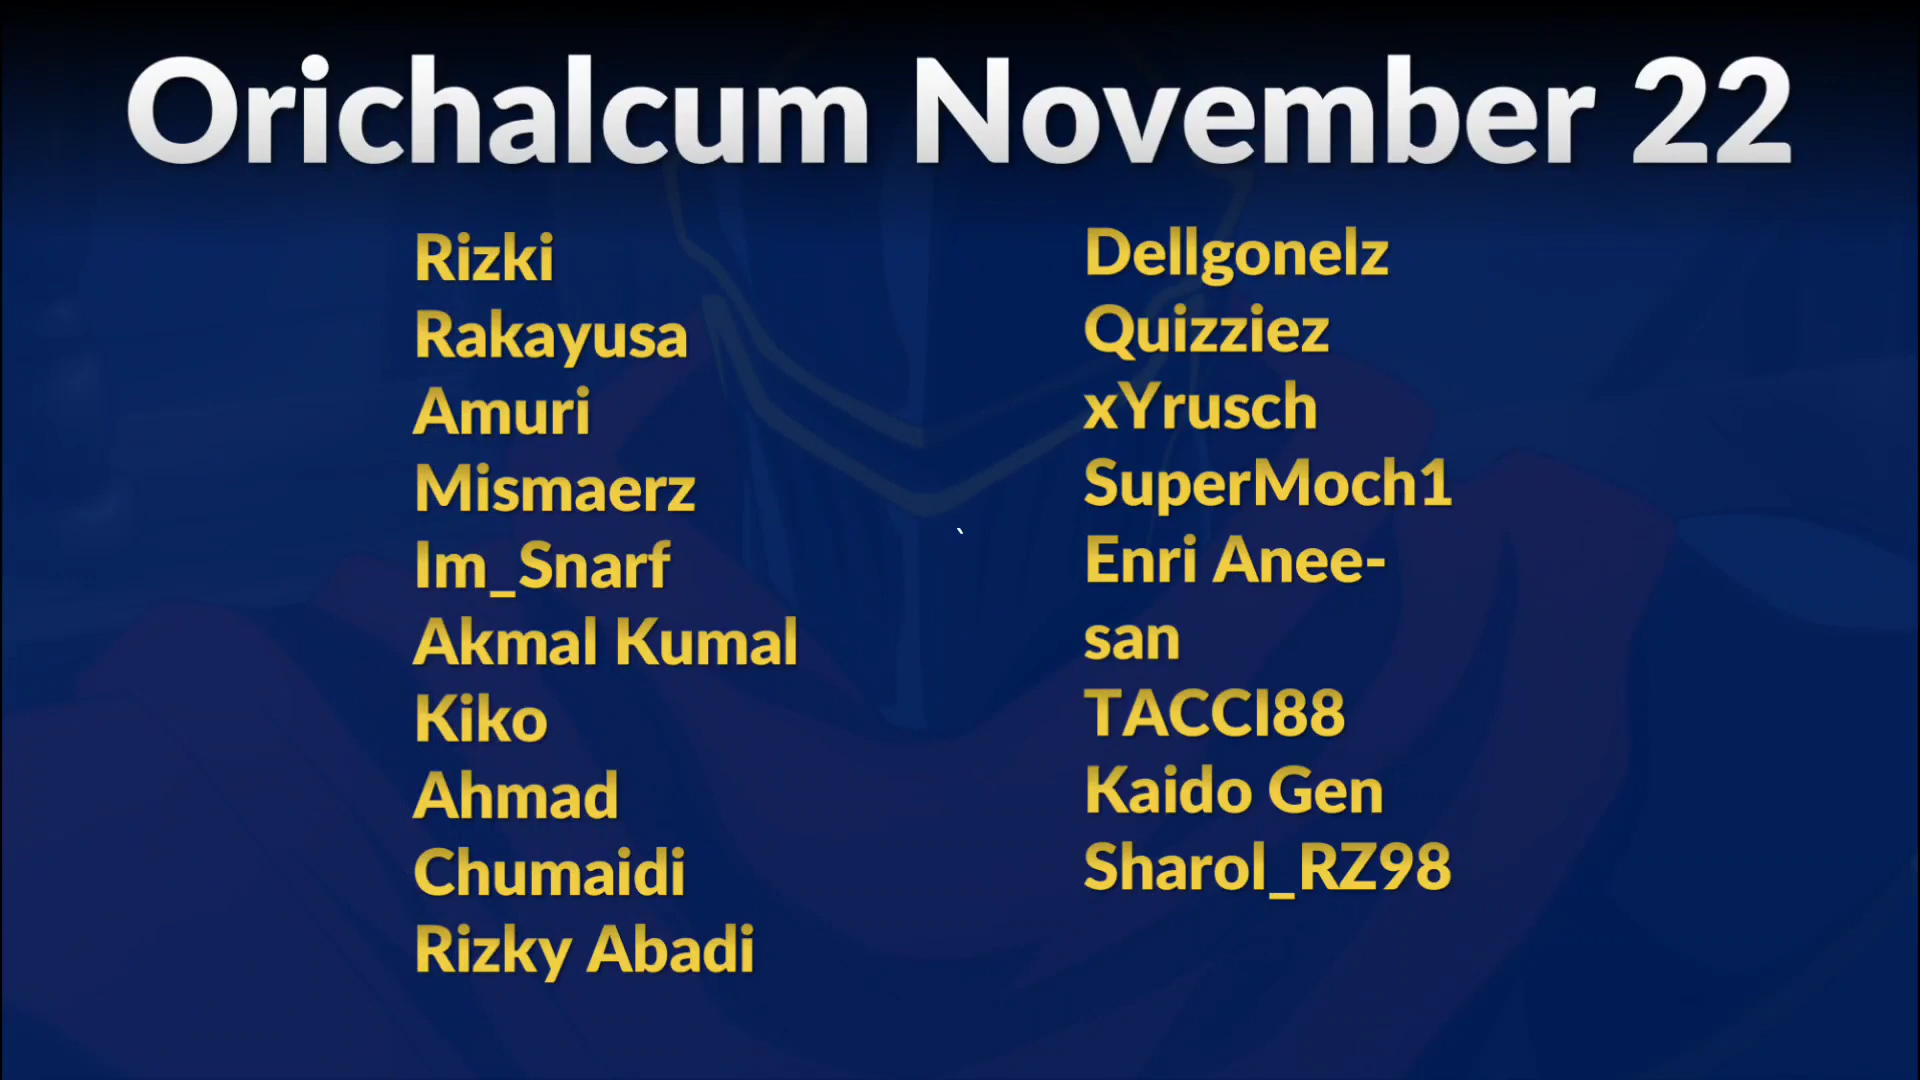 Orichalcum November 22
Rizki
Rakayusa
Amuri
Mismaerz
Im_Snarf
Akmal Kumal
Kiko
Ahmad
Chumaidi
Rizky Abadi
Dellgonelz
Quizziez
xYrusch
SuperMoch1
Enri Anee-
san
TACCI88
Kaido Gen
Sharol_RZ98
`